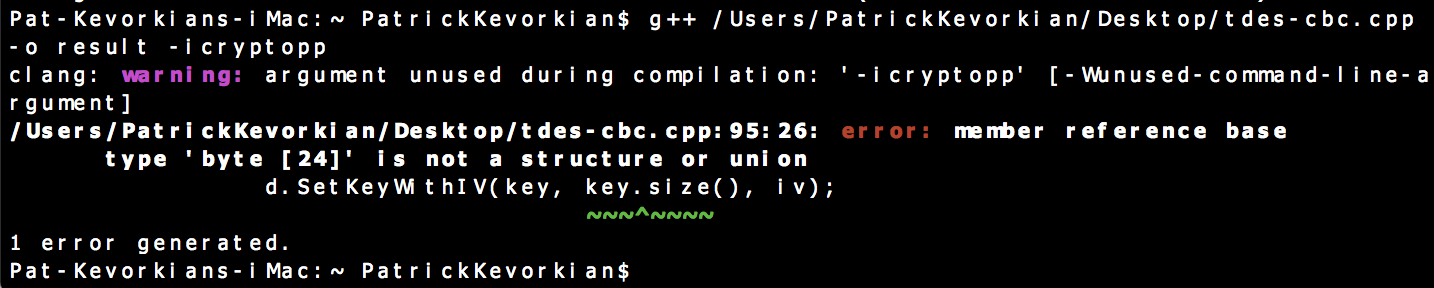 Pat-Kevorkians-iMac:~ PatrickKevorkian$ g++ /Users/PatrickKevorkian/Desktop/tdes-cbc.cpp
-o result -icryptopp
clang: warning: argument unused during compilation: '-icryptopp' [-Wunused-command-line-a
rgument]
/Users/PatrickKevorkian/Desktop/tdes-cbc.cpp:95:26: error: member reference base
type 'byte [24]' is not a structure or union
d.SetKeyWithIV(key, key.size(), iv);
~~~^~~~~
1 error generated.
Pat-Kevorkians-iMac:~ PatrickKevorkian$